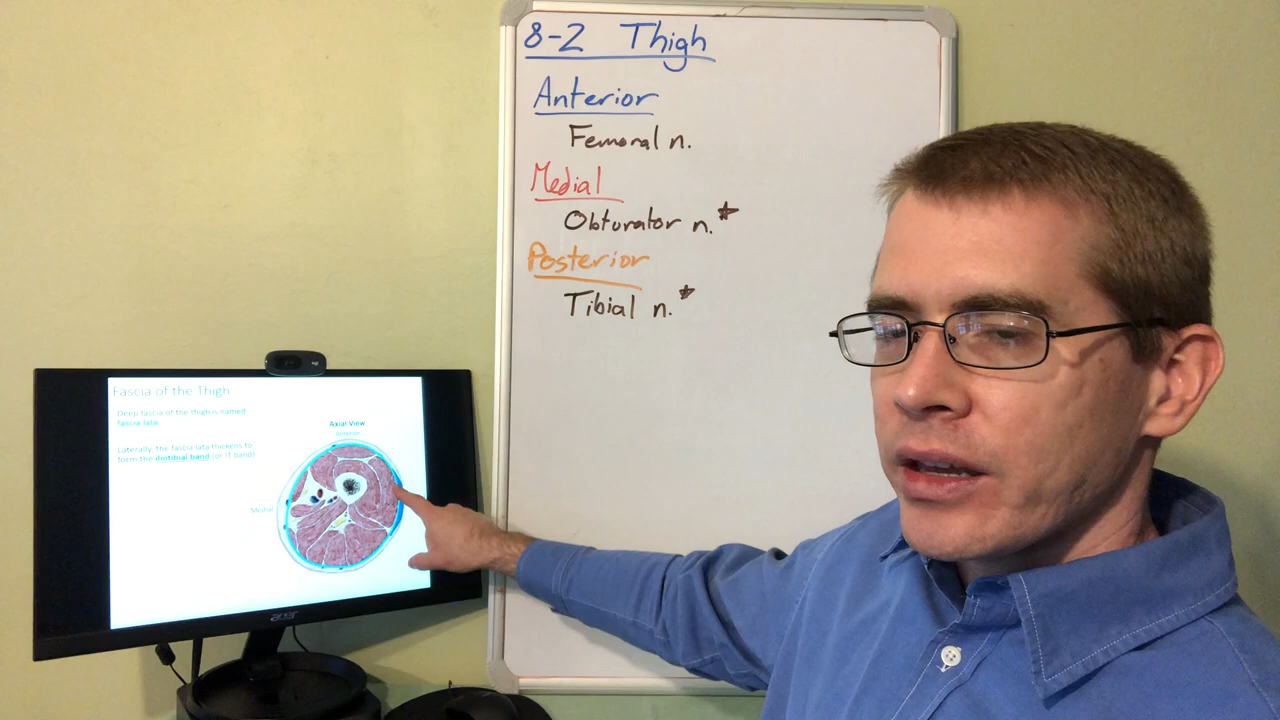 8-2 Thigh
Anterior
Femoral n.
Medial
Obturator n.*
Posterior
Tibial n.*
Fascia of the Thigh
Deep fascia of the thigh is named
fascia lata.
Laterally, the fascia lata thickens to
form the iliotibial band (or IT band)
Axial View
Anterior
Medial
acer